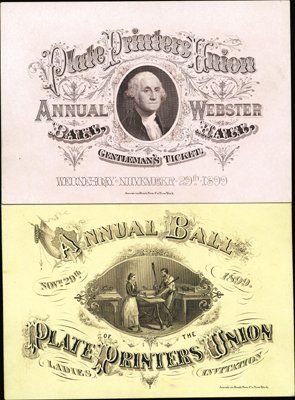 Plate Printers' Union
ANNUAL WEBSTER
BALL, HALL,
GENTLEMAN'S TICKET.
WEDNESDAY · NOVEMBER · 29TH · 1899
ANNUAL BALL
NOV. 29th 1899.
OF THE
PLATE PRINTERS UNION
LADIES INVITATION